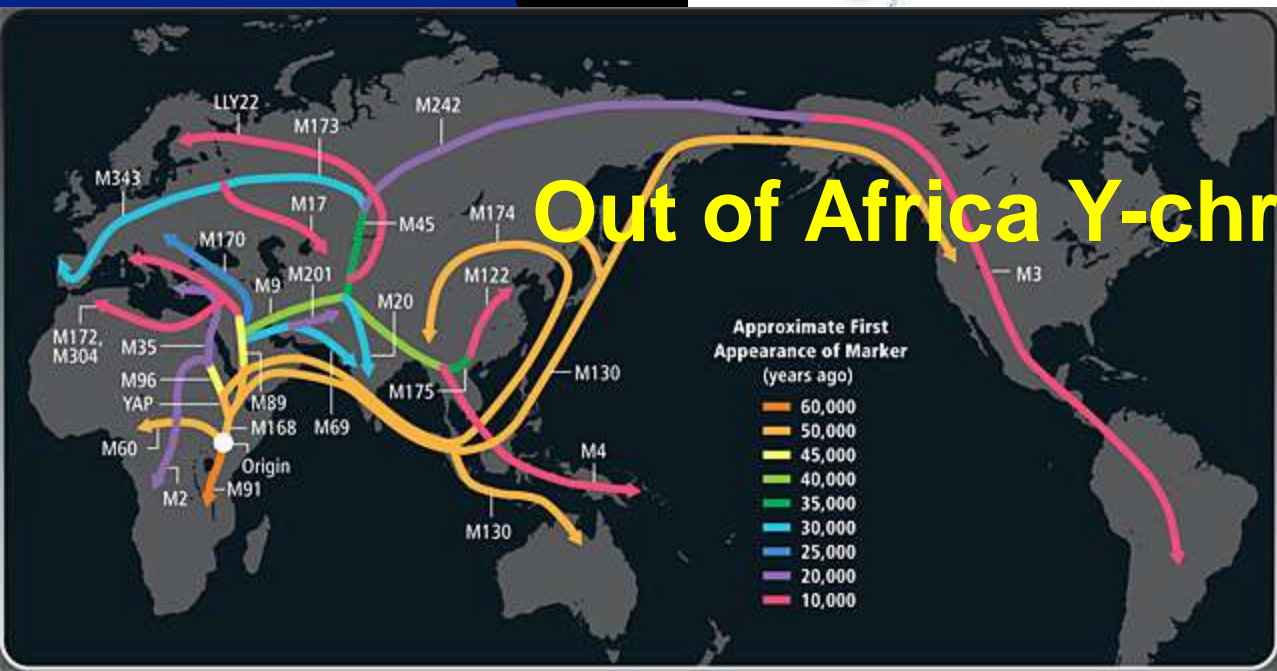 LLY22
M242
M173
M343
Out of Africa Y-chr
M17
M45
M174
M170
M9
M201
M122
M3
M20
M172,
M304
M35
Approximate First
Appearance of Marker
(years ago)
M96
M175
M130
YAP
M89
M168
M69
M60
Origin
M4
M2
M91
M130
60,000
50,000
45,000
40,000
35,000
30,000
25,000
20,000
10,000